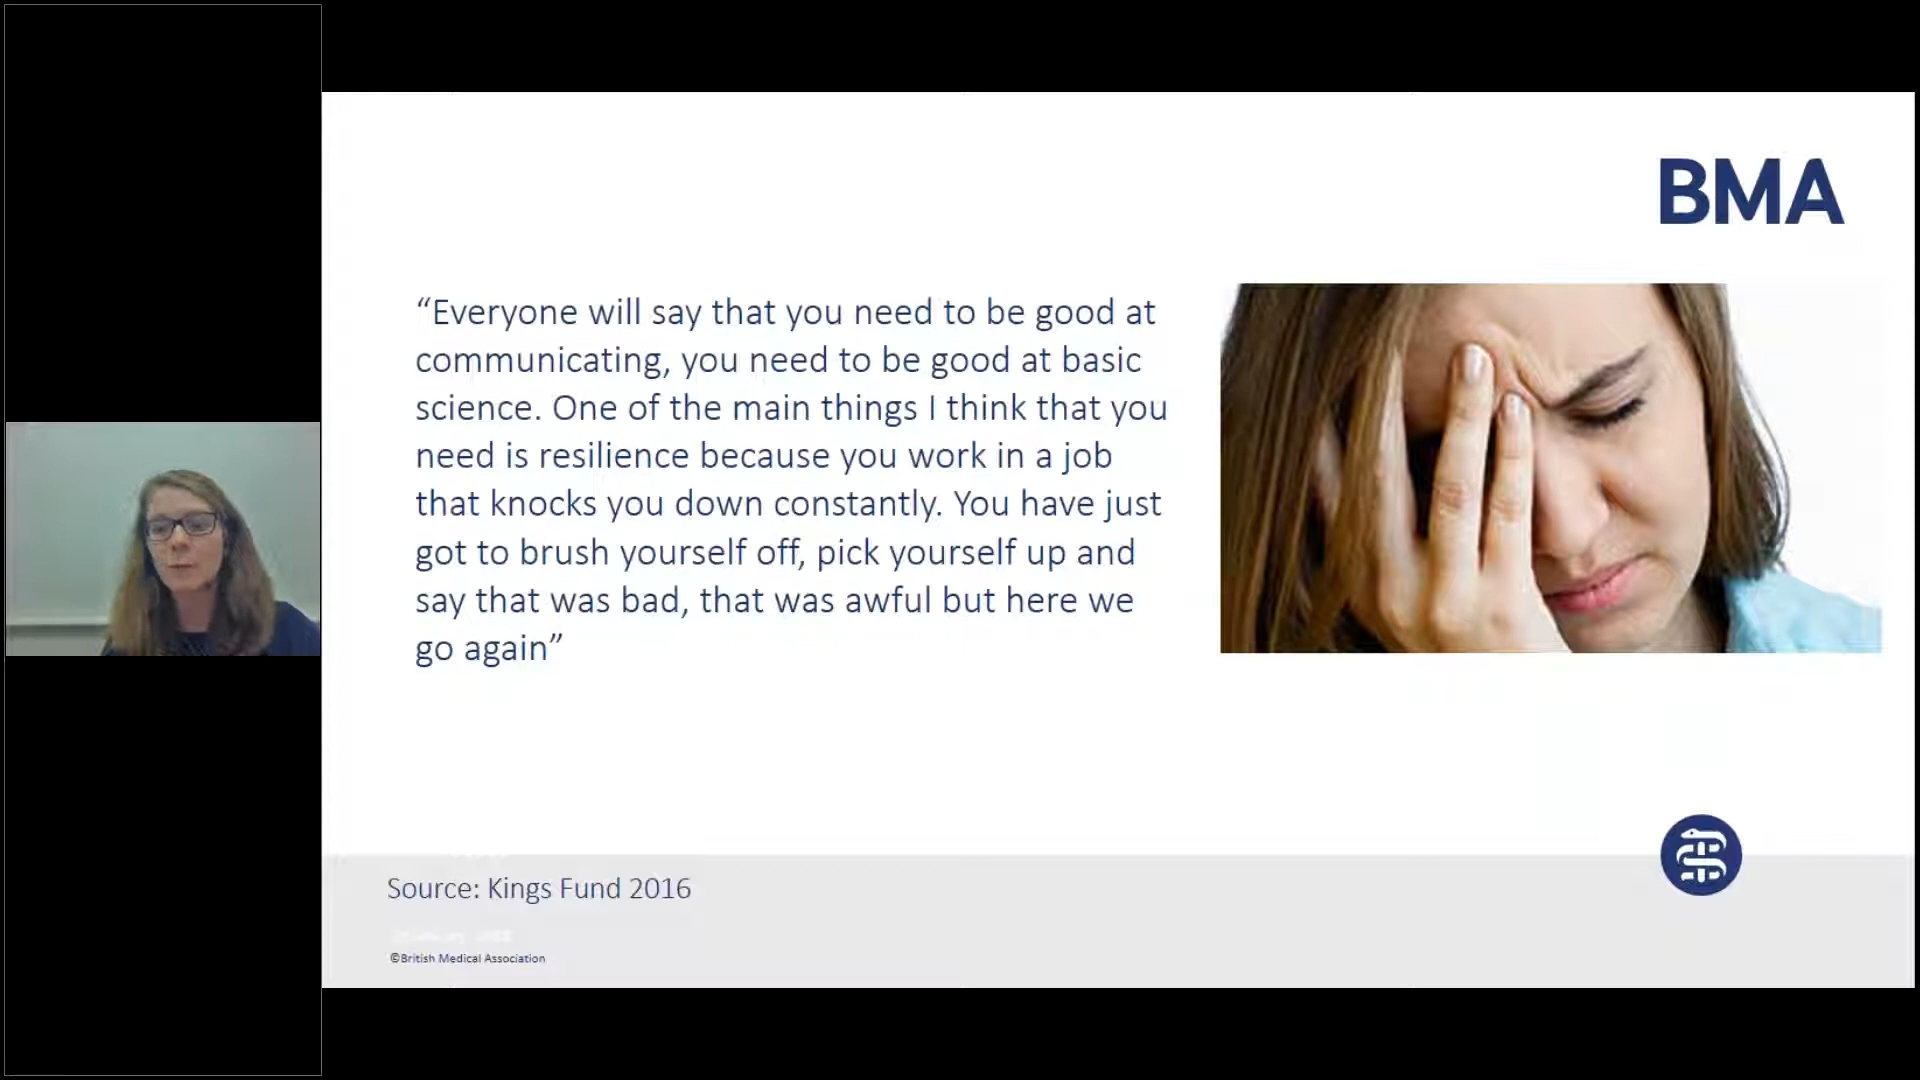 BMA
“Everyone will say that you need to be good at
communicating, you need to be good at basic
science. One of the main things I think that you
need is resilience because you work in a job
that knocks you down constantly. You have just
got to brush yourself off, pick yourself up and
say that was bad, that was awful but here we
go again”
Source: Kings Fund 2016
©British Medical Association